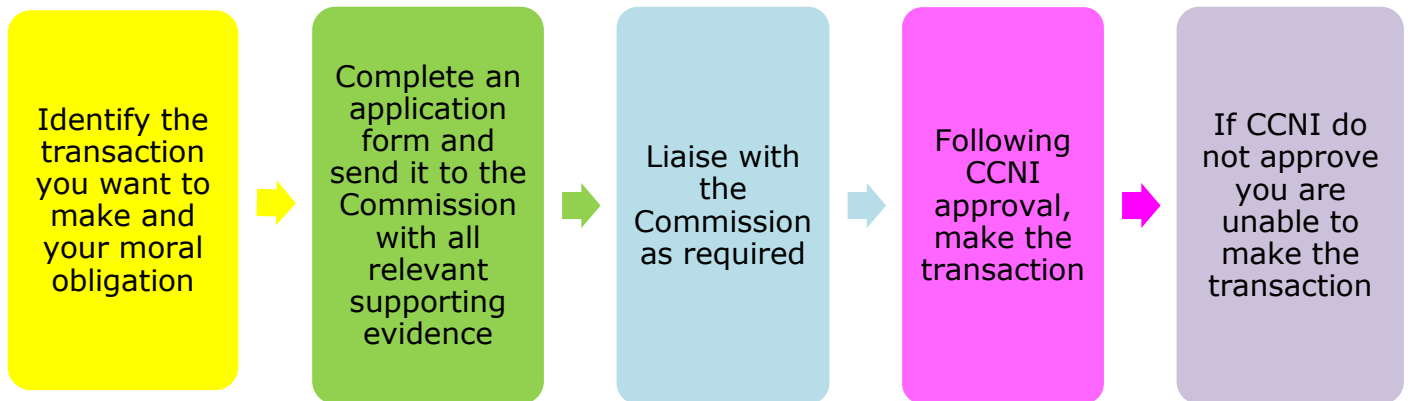 Identify the
transaction
you want to
make and
your moral
obligation
Complete an
application
form and
send it to the
Commission
with all
relevant
supporting
evidence
Liaise with
the
Commission
as required
Following
CCNI
approval,
make the
transaction
If CCNI do
not approve
you are
unable to
make the
transaction